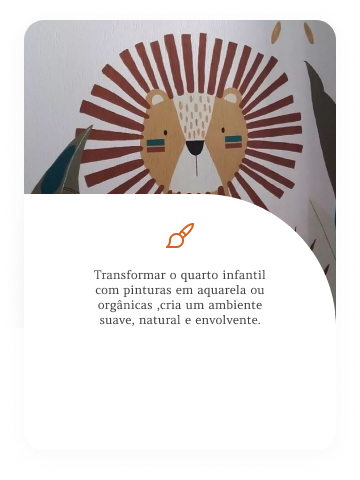 Transformar o quarto infantil
com pinturas em aquarela ou
orgânicas ,cria um ambiente
suave, natural e envolvente.